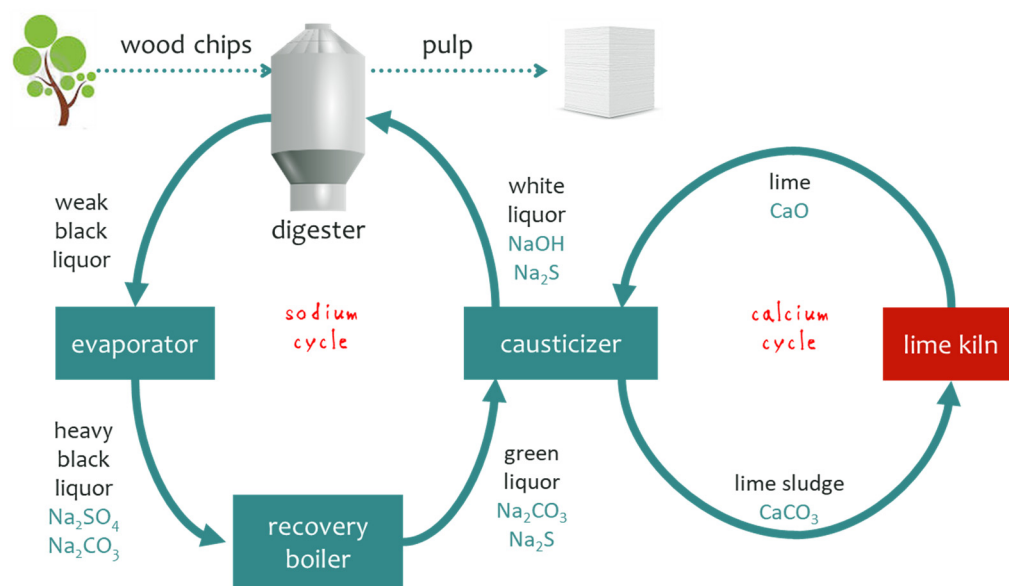 wood chips
pulp
digester
weak
black
liquor
white
liquor
NaOH
Na₂S
lime
CaO
sodium
cycle
calcium
cycle
evaporator
causticizer
lime kiln
heavy
black
liquor
Na₂SO₄
Na₂CO₃
recovery
boiler
green
liquor
Na₂CO₃
Na₂S
lime sludge
CaCO₃